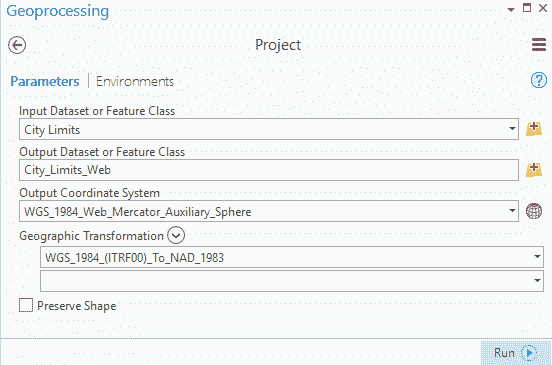 Geoprocessing
Project
Parameters | Environments
Input Dataset or Feature Class
City Limits
Output Dataset or Feature Class
City_Limits_Web
Output Coordinate System
WGS_1984_Web_Mercator_Auxiliary_Sphere
Geographic Transformation
WGS_1984_(ITRF00)_To_NAD_1983
Preserve Shape
Run